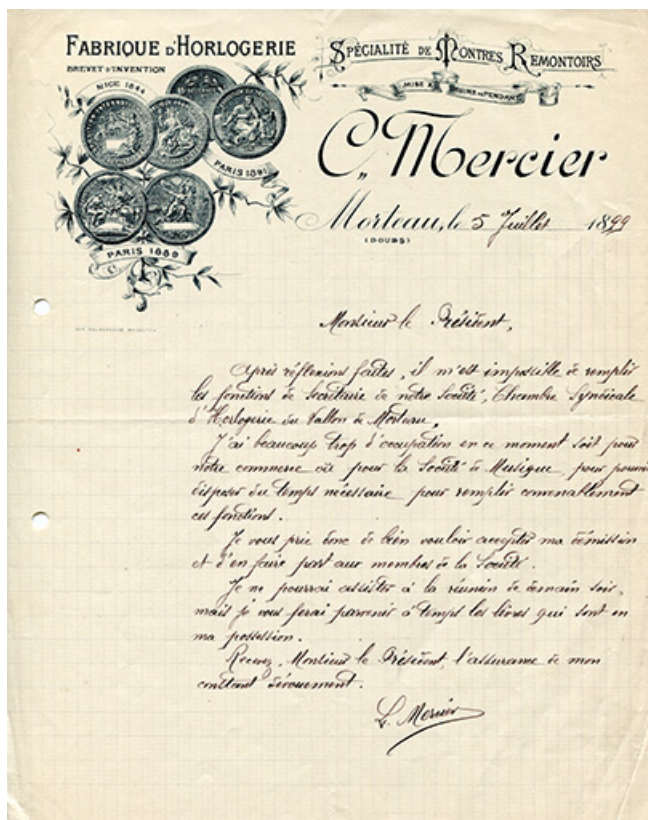 FABRIQUE D'HORLOGERIE
BREVET D'INVENTION
SPÉCIALITÉ DE MONTRES REMONTOIRS
MISE À L'HEURE AU PENDANT
NICE 1844
PARIS 1891
PARIS 1889
C. Mercier
Morteau, le 5 Juillet 1899
(DOUBS)
Monsieur le Président,
Après réflexions faites, il m'est impossible de remplir
les fonctions de Secrétaire de notre Société, Chambre Syndicale
d'Horlogerie du Vallon de Morteau,
J'ai beaucoup trop d'occupation en ce moment soit pour
notre commerce où pour la Société de Musique, pour pouvoir
disposer du temps nécessaire pour remplir convenablement
ces fonctions.
Je vous prie donc de bien vouloir accepter ma démission
et d'en faire part aux membres de la Société.
Je ne pourrai assister à la réunion de demain soir,
mais je vous ferai parvenir à temps les livres qui sont en
ma possession.
Recevez, Monsieur le Président, l'assurance de mon
constant dévouement.
Mercier